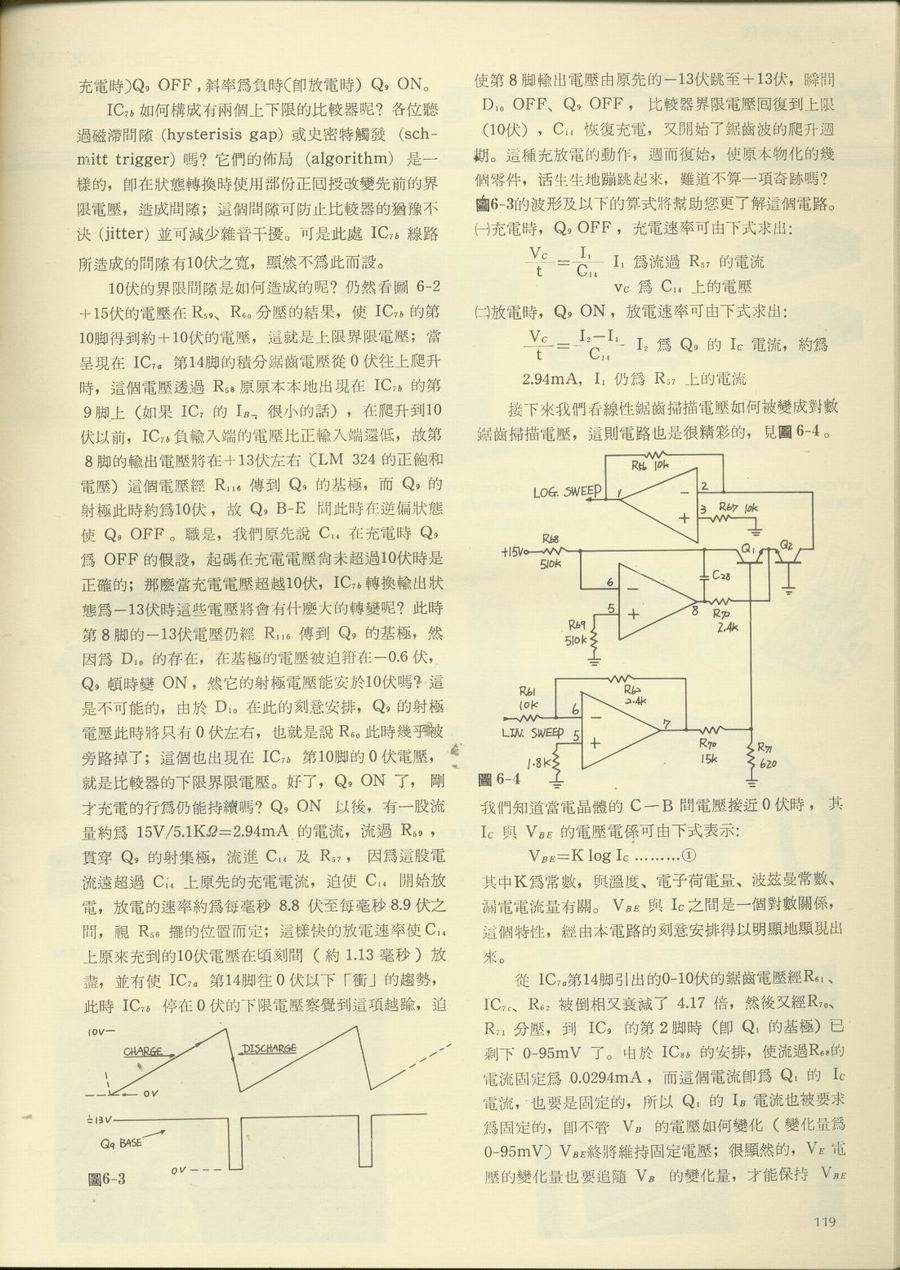 充電時)Q₉ OFF,斜率爲負時(卽放電時) Q₉ ON。
IC₇b 如何構成有兩個上下限的比較器呢? 各位聽
過磁滯間隙 (hysterisis gap) 或史密特觸發 (sch-
mitt trigger) 嗎? 它們的佈局 (algorithm) 是一
樣的, 卽在狀態轉換時使用部份正回授改變先前的界
限電壓, 造成間隙; 這個間隙可防止比較器的猶豫不
決 (jitter) 並可減少雜音干擾。可是此處 IC₇b 線路
所造成的間隙有10伏之寬, 顯然不爲此而設。
10伏的界限間隙是如何造成的呢? 仍然看圖 6-2
+15伏的電壓在 R₅₉、R₆₀ 分壓的結果, 使 IC₇b 的第
10脚得到約+10伏的電壓, 這就是上限界限電壓; 當
呈現在 IC₇a 第14脚的積分鋸齒電壓從 0 伏往上爬升
時, 這個電壓透過 R₅₈ 原原本本地出現在 IC₇b 的第
9 脚上 (如果 IC₇ 的 IB- 很小的話) , 在爬升到10
伏以前, IC₇b 負輸入端的電壓比正輸入端還低, 故第
8 脚的輸出電壓將在+13伏左右 (LM 324 的正飽和
電壓) 這個電壓經 R₁₁₆ 傳到 Q₉ 的基極, 而 Q₉ 的
射極此時約爲10伏 , 故 Q₉ B-E 間此時在逆偏狀態
使 Q₉ OFF 。職是, 我們原先說 C₁₄ 在充電時 Q₉
爲 OFF 的假設, 起碼在充電電壓尙未超過10伏時是
正確的; 那麽當充電電壓超越10伏, IC₇b 轉換輸出狀
態爲-13伏時這些電壓將會有什麽大的轉變呢? 此時
第 8 脚的-13伏電壓仍經 R₁₁₆ 傳到 Q₉ 的基極, 然
因爲 D₁₀ 的存在, 在基極的電壓被迫箝在-0.6 伏,
Q₉ 頓時變 ON , 然它的射極電壓能安於10伏嗎? 這
是不可能的, 由於 D₁₀ 在此的刻意安排, Q₉ 的射極
電壓此時將只有 0 伏左右, 也就是說 R₆₀ 此時幾乎被
旁路掉了; 這個也出現在 IC₇b 第10脚的 0 伏電壓,
就是比較器的下限界限電壓。好了, Q₉ ON 了, 剛
才充電的行爲仍能持續嗎? Q₉ ON 以後, 有一股流
量約爲 15V/5.1KΩ=2.94mA 的電流, 流過 R₅₉ ,
貫穿 Q₉ 的射集極, 流進 C₁₄ 及 R₅₇ , 因爲這股電
流遠超過 C₁₄ 上原先的充電電流, 迫使 C₁₄ 開始放
電, 放電的速率約爲每毫秒 8.8 伏至每毫秒 8.9 伏之
間, 視 R₅₆ 擺的位置而定; 這樣快的放電速率使 C₁₄
上原來充到的10伏電壓在頃刻間 ( 約 1.13 毫秒 ) 放
盡, 並有使 IC₇a 第14脚往 0 伏以下「衝」的趨勢,
此時 IC₇b 停在 0 伏的下限電壓察覺到這項越踰, 迫
10V
CHARGE
DISCHARGE
0V
≐13V
Q9 BASE
0V
圖6-3
使第 8 脚輸出電壓由原先的-13伏跳至+13伏, 瞬間
D₁₀ OFF、Q₉ OFF , 比較器界限電壓回復到上限
(10伏) , C₁₄ 恢復充電, 又開始了鋸齒波的爬升週
期。這種充放電的動作, 週而復始, 使原本物化的幾
個零件, 活生生地蹦跳起來, 難道不算一項奇跡嗎?
圖6-3的波形及以下的算式將幫助您更了解這個電路。
㈠充電時, Q₉ OFF , 充電速率可由下式求出:
Vc/t = I₁/C₁₄ I₁ 爲流過 R₅₇ 的電流
vc 爲 C₁₄ 上的電壓
㈡放電時, Q₉ ON , 放電速率可由下式求出:
Vc/t = I₂-I₁/C₁₄ I₂ 爲 Q₉ 的 Ic 電流, 約爲
2.94mA, I₁ 仍爲 R₅₇ 上的電流
接下來我們看線性鋸齒掃描電壓如何被變成對數
鋸齒掃描電壓, 這則電路也是很精彩的, 見圖 6-4 。
R66 10k
LOG. SWEEP
1
2
3
R67 10k
R68
+15V
510k
Q1
Q2
C28
6
5
8
R70
2.4k
R69
510k
R61
10k
R62
2.4k
LIN. SWEEP
6
5
7
1.8k
R70
15k
R71
620
圖 6-4
我們知道當電晶體的 C-B 間電壓接近 0 伏時 , 其
Ic 與 VBE 的電壓電係可由下式表示:
VBE=K log Ic ………①
其中K爲常數, 與溫度、電子荷電量、波玆曼常數、
漏電電流量有關。 VBE 與 Ic 之間是一個對數關係,
這個特性, 經由本電路的刻意安排得以明顯地顯現出
來。
從 IC₇a第14脚引出的0-10伏的鋸齒電壓經R₆₁、
IC₇c、R₆₂ 被倒相又衰減了 4.17 倍, 然後又經R₇₀、
R₇₁ 分壓, 到 IC₉ 的第 2 脚時 (卽 Q₁ 的基極) 已
剩下 0-95mV 了。由於 IC₈b 的安排, 使流過R₆₈的
電流固定爲 0.0294mA , 而這個電流卽爲 Q₁ 的 Ic
電流, 也要是固定的, 所以 Q₁ 的 IB 電流也被要求
爲固定的, 卽不管 VB 的電壓如何變化 ( 變化量爲
0-95mV) VBE終將維持固定電壓; 很顯然的, VE 電
壓的變化量也要追隨 VB 的變化量, 才能保持 VBE
119